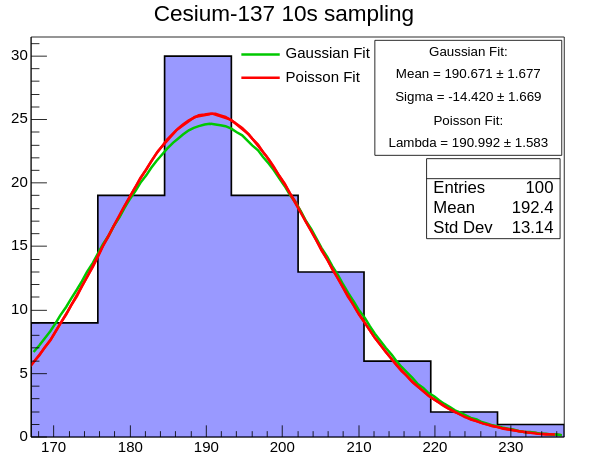 Cesium-137 10s sampling
Gaussian Fit
Poisson Fit
Gaussian Fit:
Mean = 190.671 ± 1.677
Sigma = -14.420 ± 1.669
Poisson Fit:
Lambda = 190.992 ± 1.583
Entries 100
Mean 192.4
Std Dev 13.14
30
25
20
15
10
5
0
170 180 190 200 210 220 230